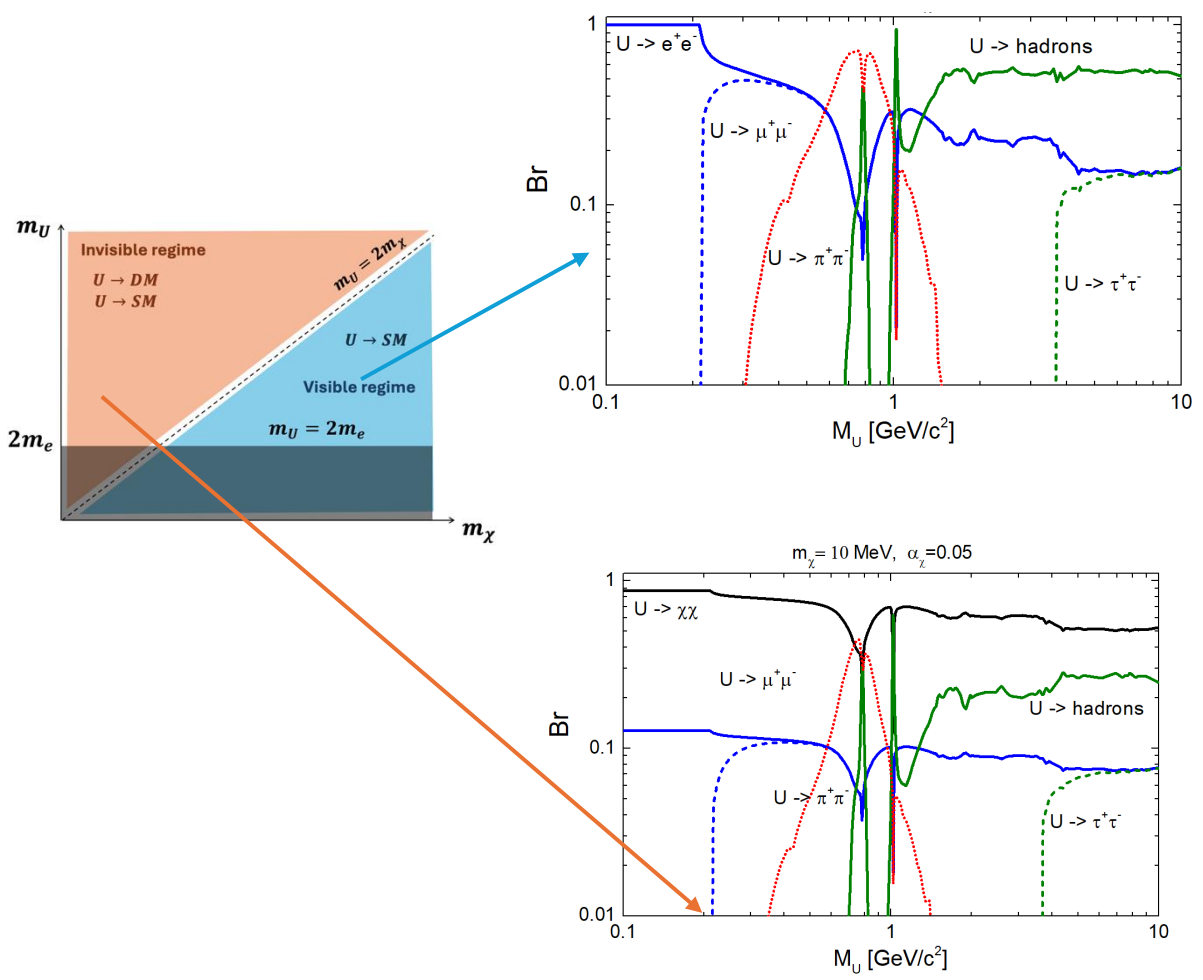 m_U
Invisible regime
U → DM
U → SM
m_U = 2m_χ
U → SM
Visible regime
2m_e
m_U = 2m_e
m_χ
1
0.1
0.01
Br
U -> e⁺e⁻
U -> hadrons
U -> μ⁺μ⁻
U -> π⁺π⁻
U -> τ⁺τ⁻
0.1
1
10
M_U [GeV/c²]
m_χ= 10 MeV, α_χ=0.05
1
0.1
0.01
Br
U -> χχ
U -> μ⁺μ⁻
U -> hadrons
U -> π⁺π⁻
U -> τ⁺τ⁻
0.1
1
10
M_U [GeV/c²]